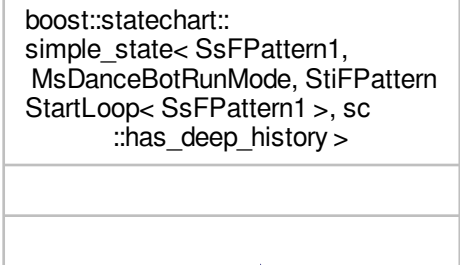 boost::statechart::
simple_state< SsFPattern1,
MsDanceBotRunMode, StiFPattern
StartLoop< SsFPattern1 >, sc
::has_deep_history >